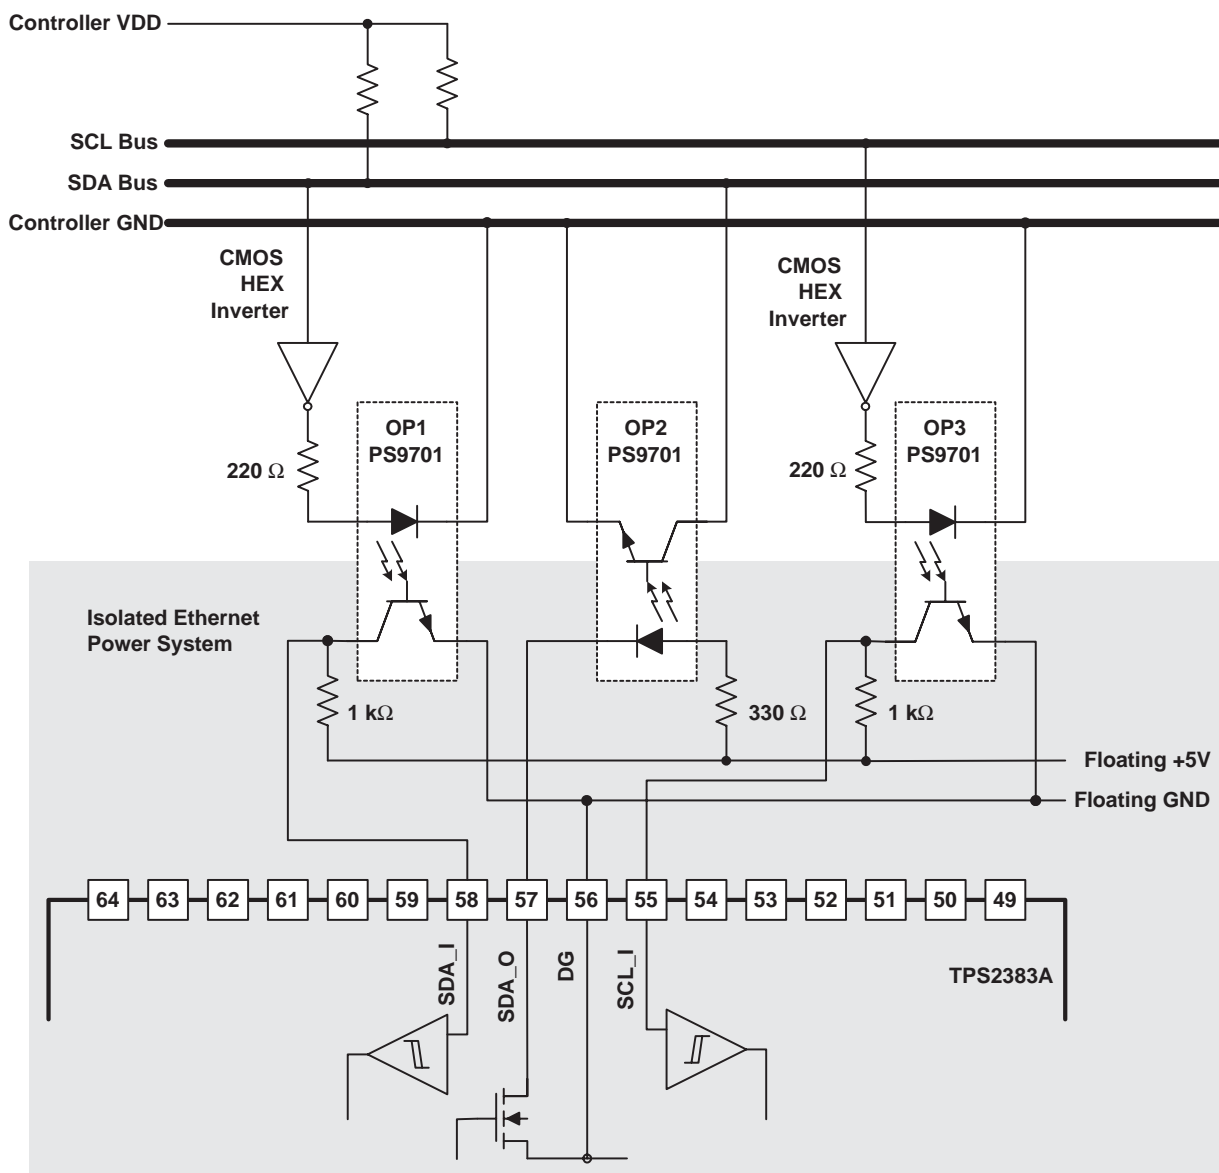 Controller VDD
SCL Bus
SDA Bus
Controller GND
CMOS
HEX
Inverter
CMOS
HEX
Inverter
OP1
PS9701
OP2
PS9701
OP3
PS9701
220 Ω
220 Ω
Isolated Ethernet
Power System
1 kΩ
330 Ω
1 kΩ
Floating +5V
Floating GND
64 63 62 61 60 59 58 57 56 55 54 53 52 51 50 49
SDA_I
SDA_O
DG
SCL_I
TPS2383A